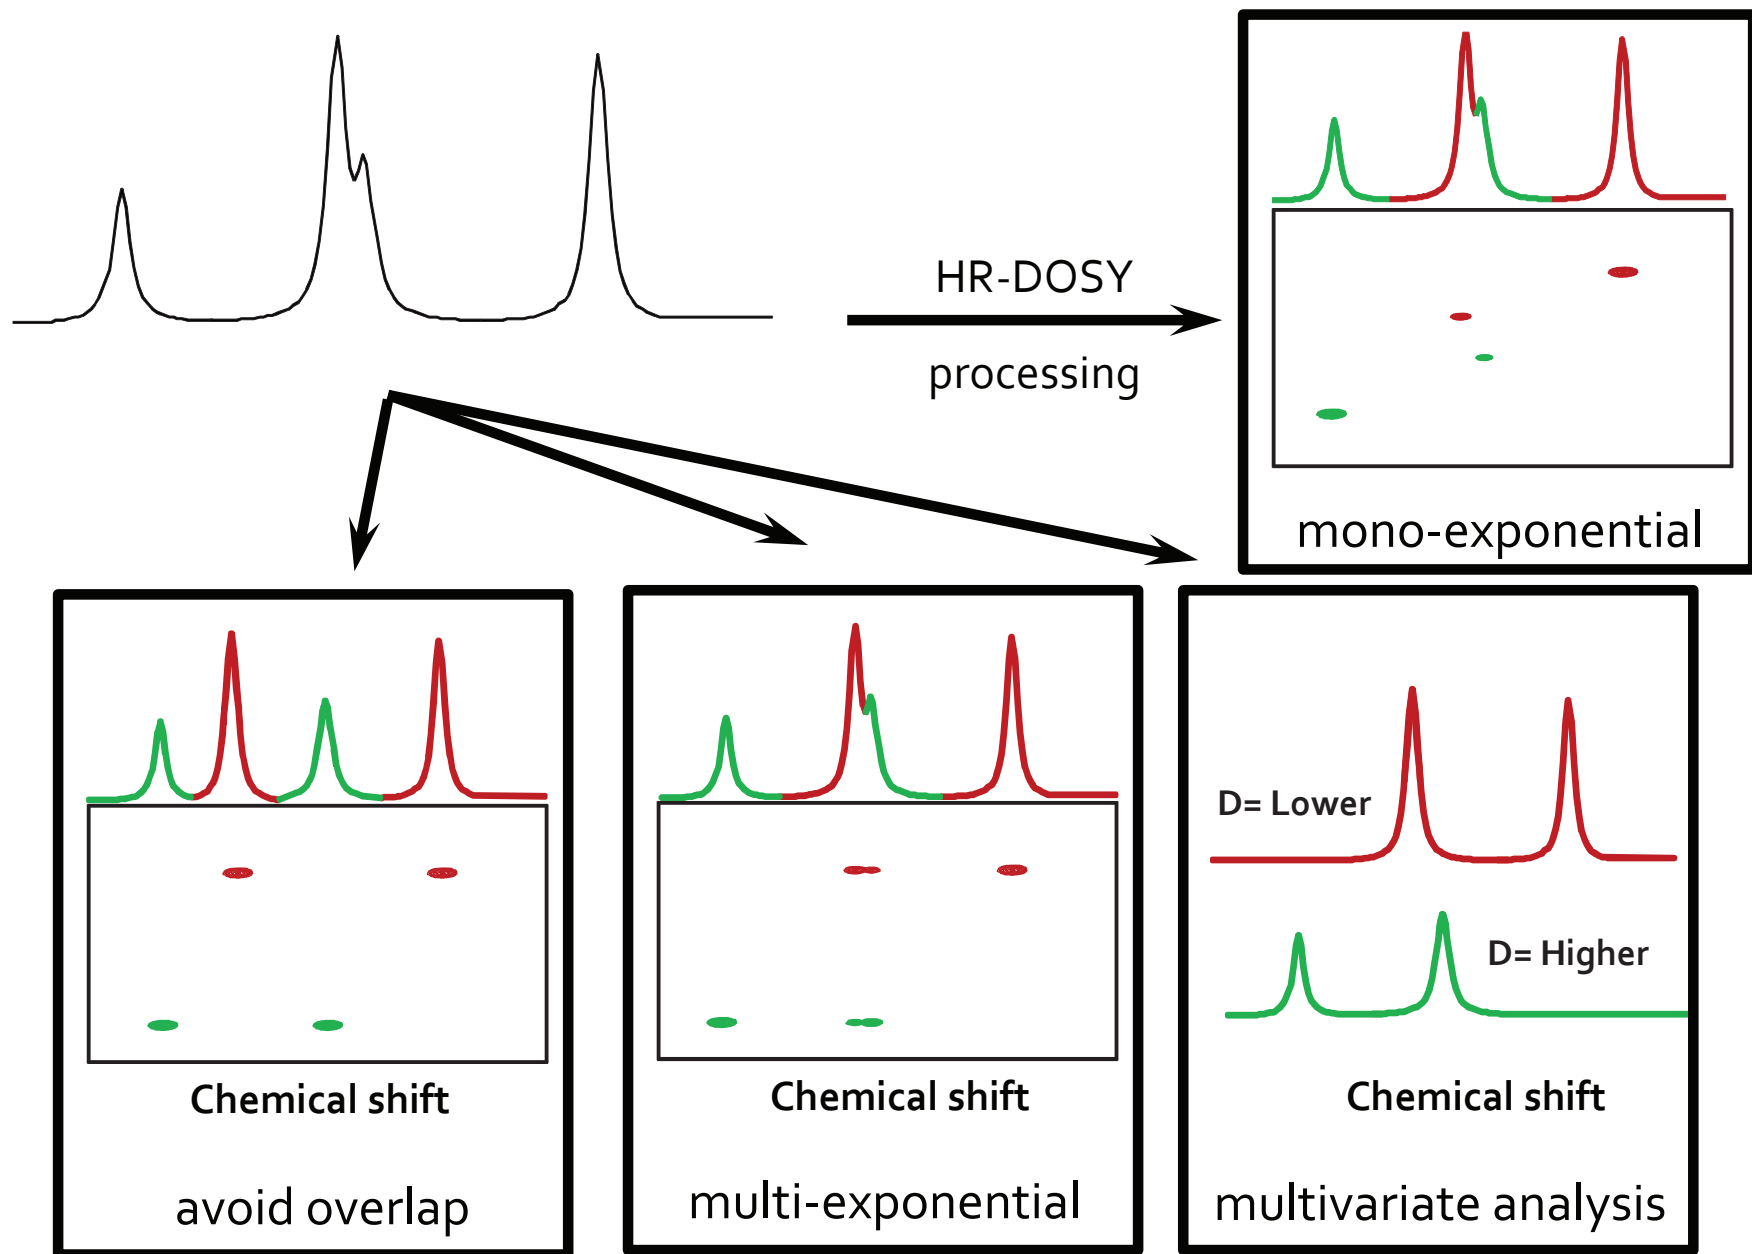 HR-DOSY
processing
mono-exponential
Chemical shift
avoid overlap
Chemical shift
multi-exponential
D= Lower
D= Higher
Chemical shift
multivariate analysis